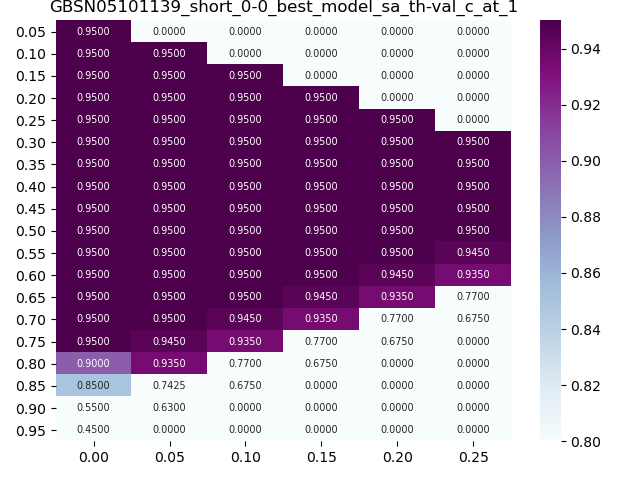 GBSN05101139_short_0-0_best_model_sa_th-val_c_at_1
0.05 0.9500 0.0000 0.0000 0.0000 0.0000 0.0000
0.10 0.9500 0.9500 0.0000 0.0000 0.0000 0.0000
0.15 0.9500 0.9500 0.9500 0.0000 0.0000 0.0000
0.20 0.9500 0.9500 0.9500 0.9500 0.0000 0.0000
0.25 0.9500 0.9500 0.9500 0.9500 0.9500 0.0000
0.30 0.9500 0.9500 0.9500 0.9500 0.9500 0.9500
0.35 0.9500 0.9500 0.9500 0.9500 0.9500 0.9500
0.40 0.9500 0.9500 0.9500 0.9500 0.9500 0.9500
0.45 0.9500 0.9500 0.9500 0.9500 0.9500 0.9500
0.50 0.9500 0.9500 0.9500 0.9500 0.9500 0.9500
0.55 0.9500 0.9500 0.9500 0.9500 0.9500 0.9450
0.60 0.9500 0.9500 0.9500 0.9500 0.9450 0.9350
0.65 0.9500 0.9500 0.9500 0.9450 0.9350 0.7700
0.70 0.9500 0.9500 0.9450 0.9350 0.7700 0.6750
0.75 0.9500 0.9450 0.9350 0.7700 0.6750 0.0000
0.80 0.9000 0.9350 0.7700 0.6750 0.0000 0.0000
0.85 0.8500 0.7425 0.6750 0.0000 0.0000 0.0000
0.90 0.5500 0.6300 0.0000 0.0000 0.0000 0.0000
0.95 0.4500 0.0000 0.0000 0.0000 0.0000 0.0000
0.00 0.05 0.10 0.15 0.20 0.25
0.94
0.92
0.90
0.88
0.86
0.84
0.82
0.80